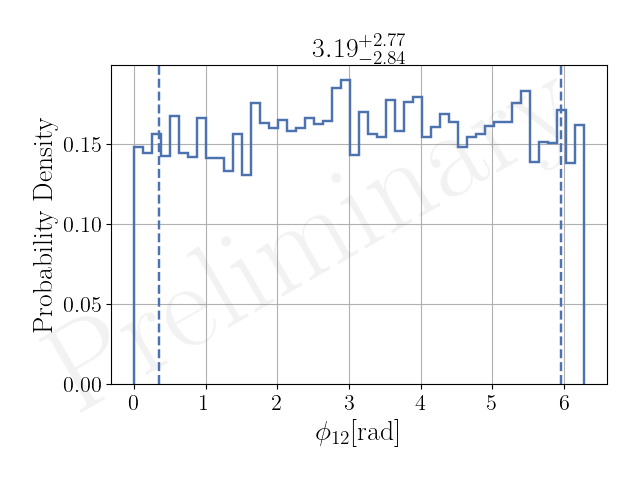 3.19+2.77−2.84
Probability Density
0.15
0.10
0.05
0.00
0 1 2 3 4 5 6
ϕ12[rad]
Preliminary